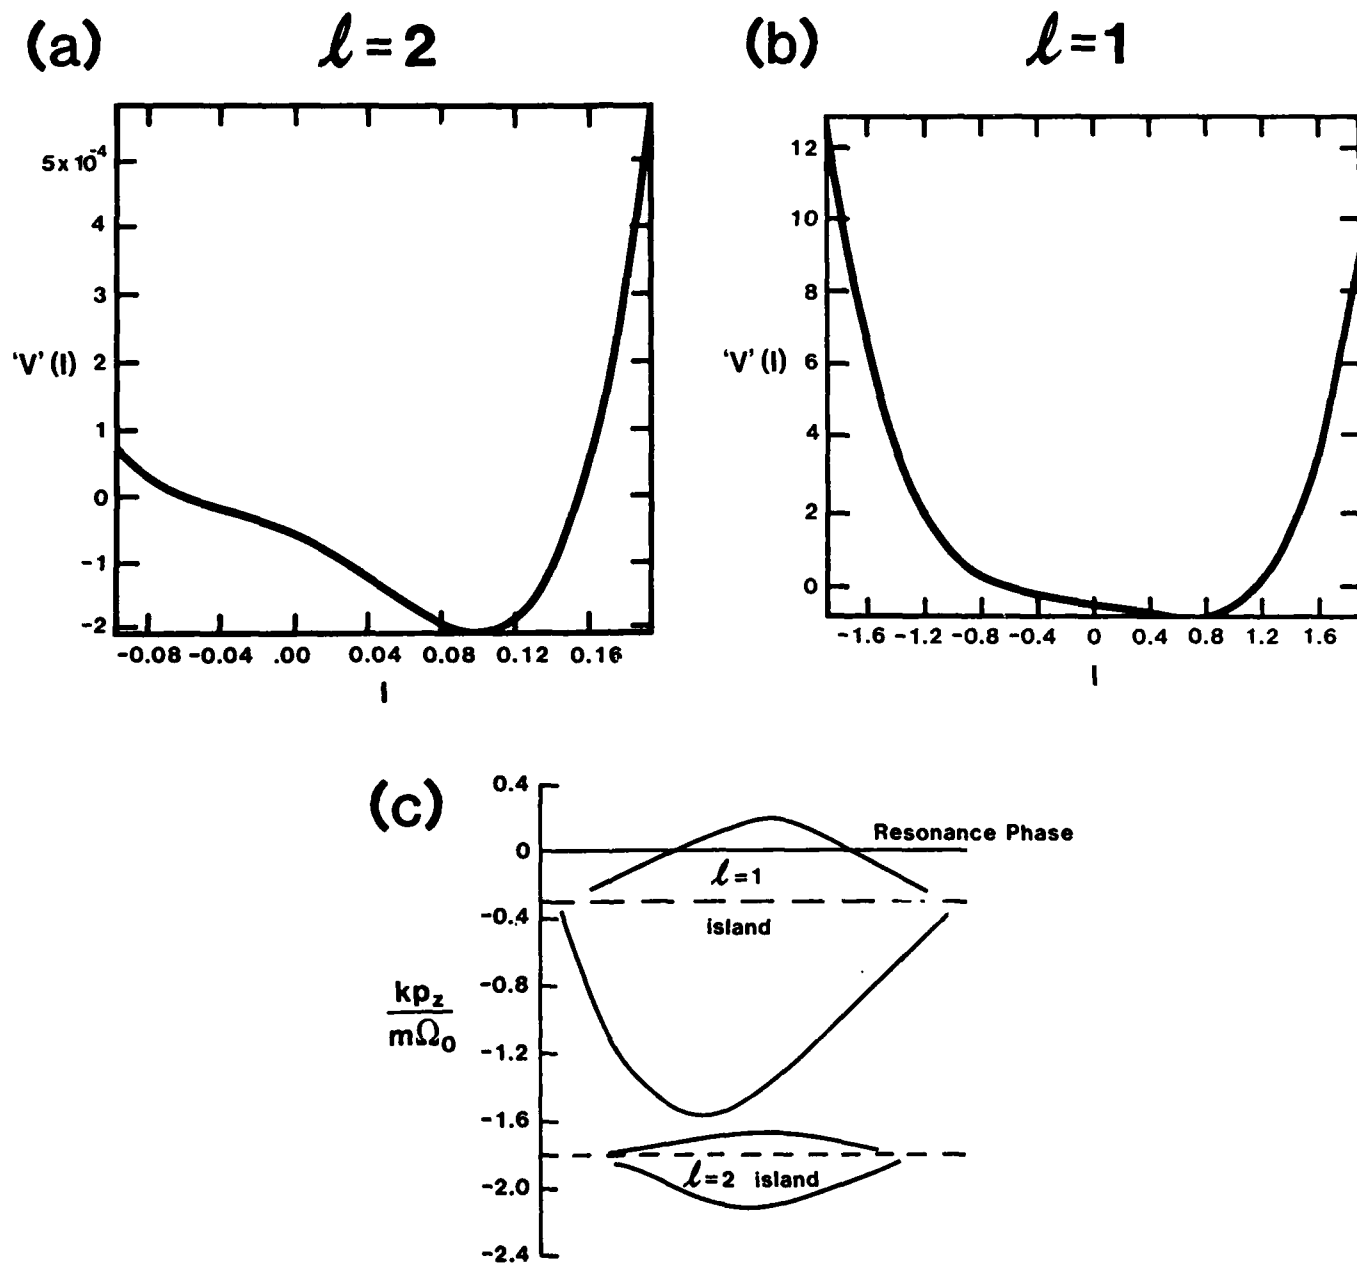 (a) ℓ=2
5x10⁻⁴
4
3
2
'V'(I)
1
0
-1
-2
-0.08 -0.04 .00 0.04 0.08 0.12 0.16
I
(b) ℓ=1
12
10
8
6
'V'(I)
4
2
0
-1.6 -1.2 -0.8 -0.4 0 0.4 0.8 1.2 1.6
I
(c)
0.4
0
-0.4
-0.8
-1.2
-1.6
-2.0
-2.4
kp_z
mΩ₀
Resonance Phase
ℓ=1
island
ℓ=2 island